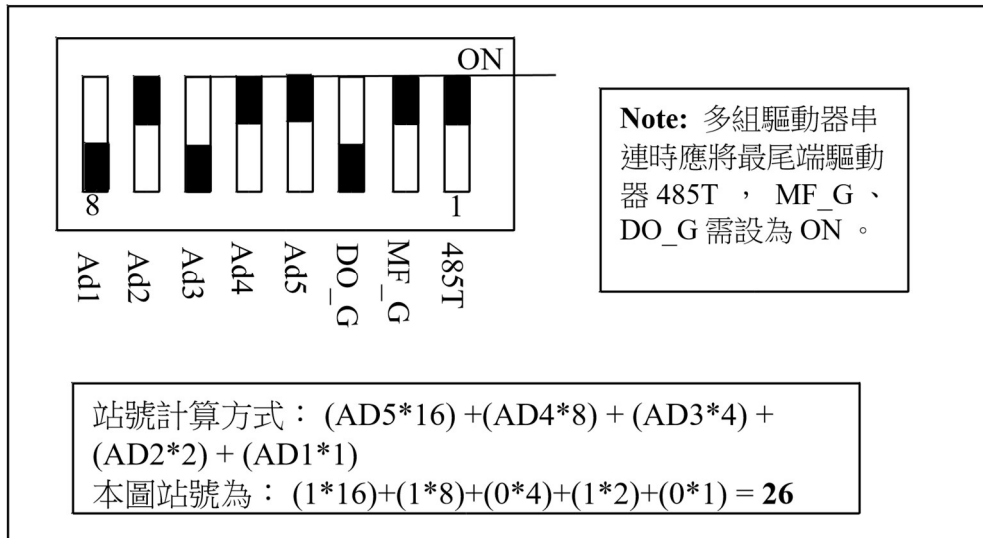 ON
8
1
Ad1
Ad2
Ad3
Ad4
Ad5
DO_G
MF_G
485T
Note: 多組驅動器串
連時應將最尾端驅動
器 485T ， MF_G 、
DO_G 需設為 ON 。
站號計算方式： (AD5*16) +(AD4*8) + (AD3*4) +
(AD2*2) + (AD1*1)
本圖站號為： (1*16)+(1*8)+(0*4)+(1*2)+(0*1) = 26